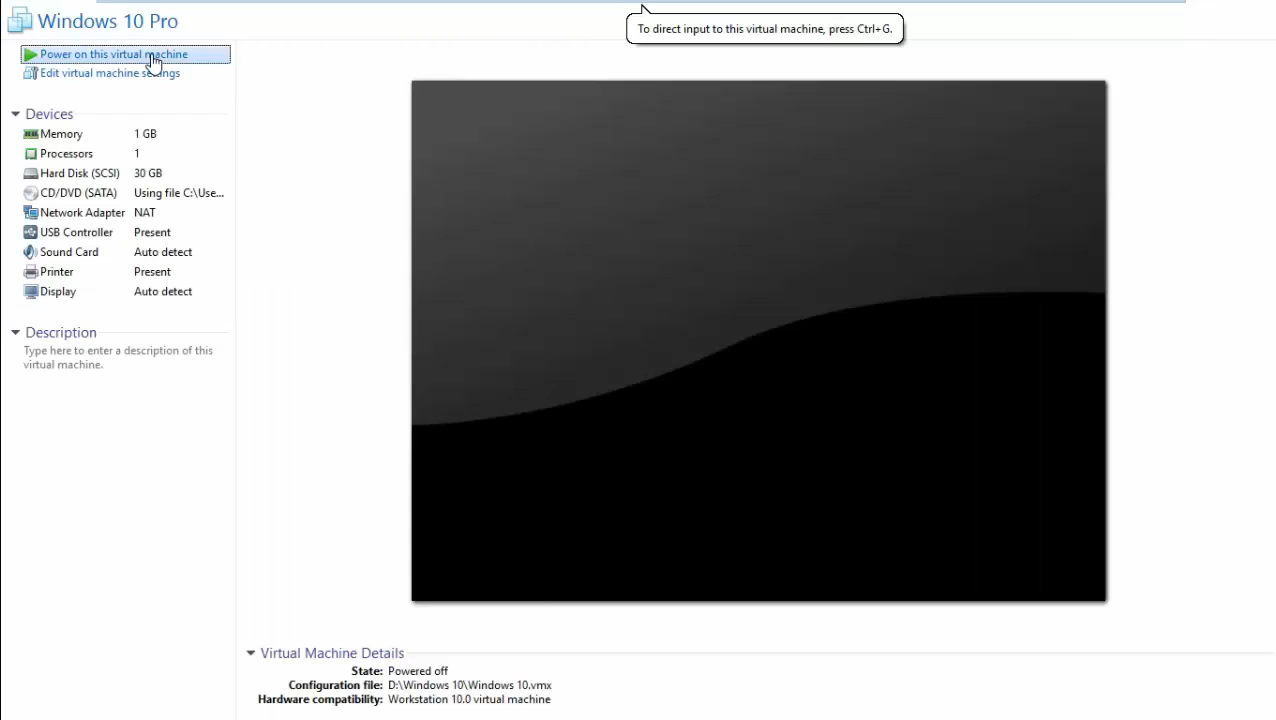 Windows 10 Pro
To direct input to this virtual machine, press Ctrl+G.
Power on this virtual machine
Edit virtual machine settings
Devices
Memory 1 GB
Processors 1
Hard Disk (SCSI) 30 GB
CD/DVD (SATA) Using file C:\Use...
Network Adapter NAT
USB Controller Present
Sound Card Auto detect
Printer Present
Display Auto detect
Description
Type here to enter a description of this
virtual machine.
Virtual Machine Details
State: Powered off
Configuration file: D:\Windows 10\Windows 10.vmx
Hardware compatibility: Workstation 10.0 virtual machine